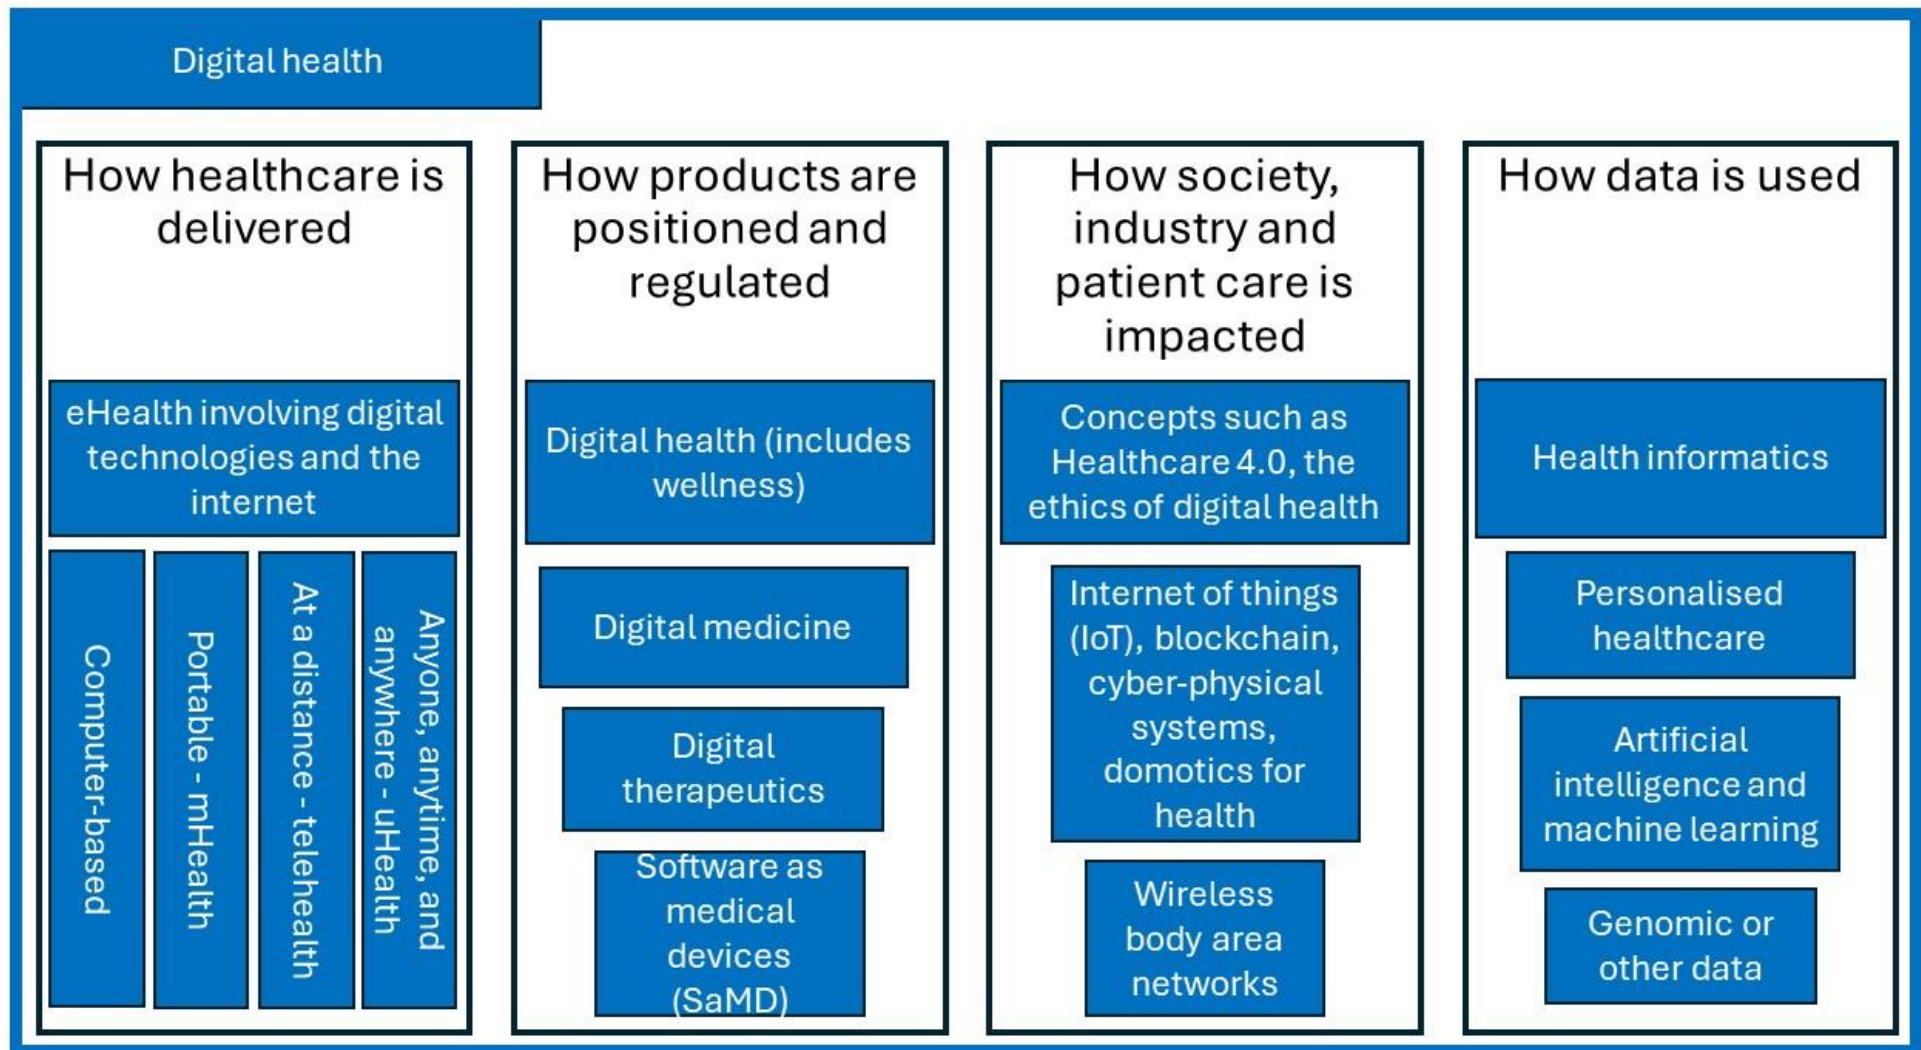 Digital health
How healthcare is
delivered
eHealth involving digital
technologies and the
internet
Computer-based
Portable - mHealth
At a distance - telehealth
Anyone, anytime, and
anywhere - uHealth
How products are
positioned and
regulated
Digital health (includes
wellness)
Digital medicine
Digital
therapeutics
Software as
medical
devices
(SaMD)
How society,
industry and
patient care is
impacted
Concepts such as
Healthcare 4.0, the
ethics of digital health
Internet of things
(IoT), blockchain,
cyber-physical
systems,
domotics for
health
Wireless
body area
networks
How data is used
Health informatics
Personalised
healthcare
Artificial
intelligence and
machine learning
Genomic or
other data